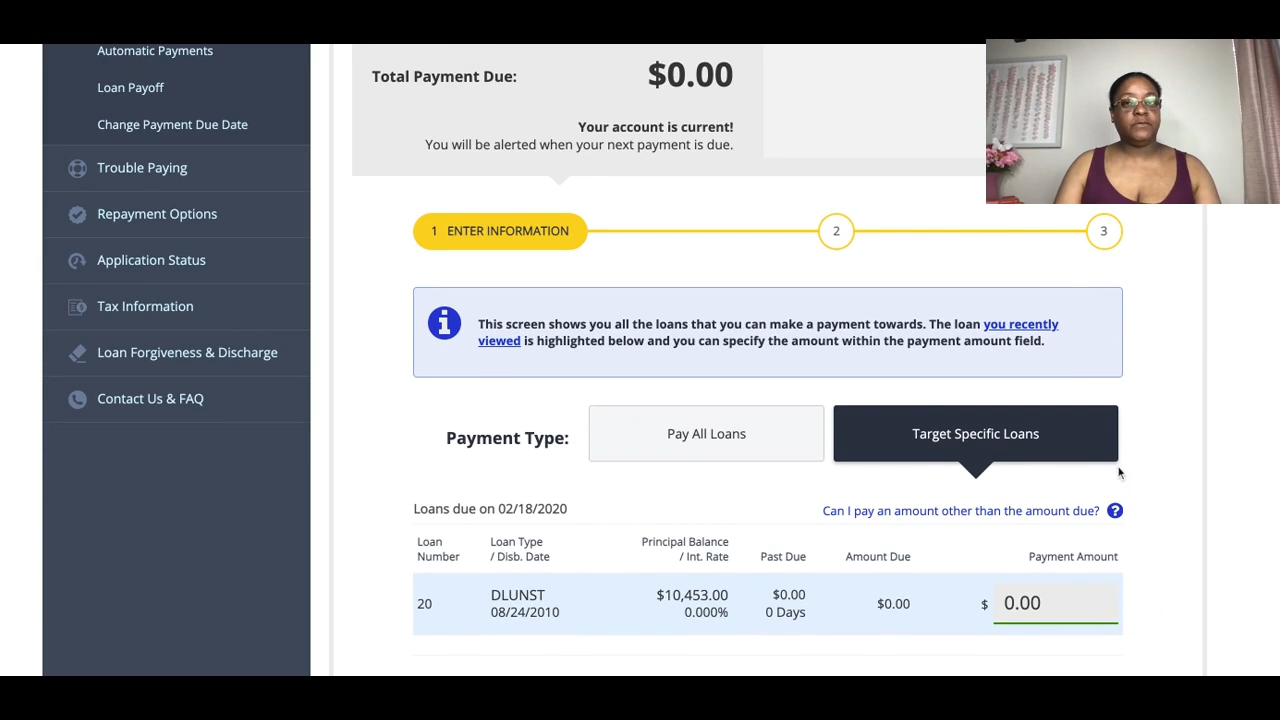 Automatic Payments
Loan Payoff
Change Payment Due Date
Trouble Paying
Repayment Options
Application Status
Tax Information
Loan Forgiveness & Discharge
Contact Us & FAQ
Total Payment Due:
$0.00
Your account is current!
You will be alerted when your next payment is due.
1 ENTER INFORMATION
2
3
This screen shows you all the loans that you can make a payment towards. The loan you recently
viewed is highlighted below and you can specify the amount within the payment amount field.
Payment Type:
Pay All Loans
Target Specific Loans
Loans due on 02/18/2020
Can I pay an amount other than the amount due? ?
Loan
Number
Loan Type
/ Disb. Date
Principal Balance
/ Int. Rate
Past Due
Amount Due
Payment Amount
20
DLUNST
08/24/2010
$10,453.00
0.000%
$0.00
0 Days
$0.00
$ 0.00